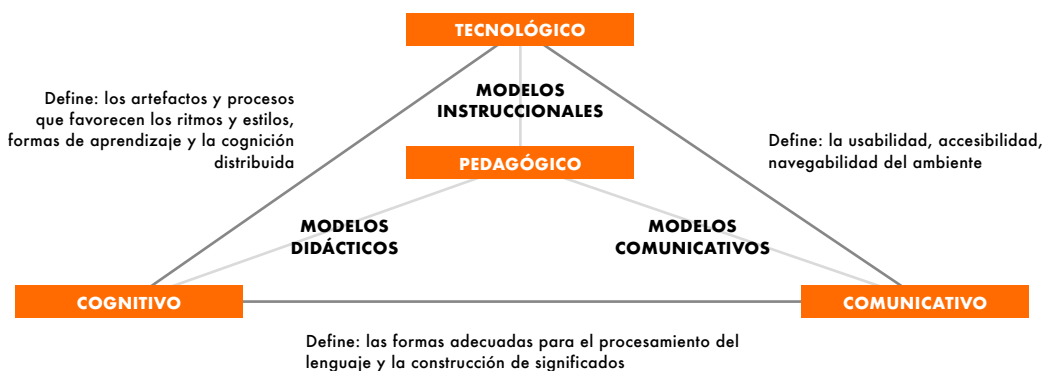 TECNOLÓGICO
MODELOS
INSTRUCCIONALES
Define: los artefactos y procesos
que favorecen los ritmos y estilos,
formas de aprendizaje y la cognición
distribuida
Define: la usabilidad, accesibilidad,
navegabilidad del ambiente
PEDAGÓGICO
MODELOS
DIDÁCTICOS
MODELOS
COMUNICATIVOS
COGNITIVO
COMUNICATIVO
Define: las formas adecuadas para el procesamiento del
lenguaje y la construcción de significados